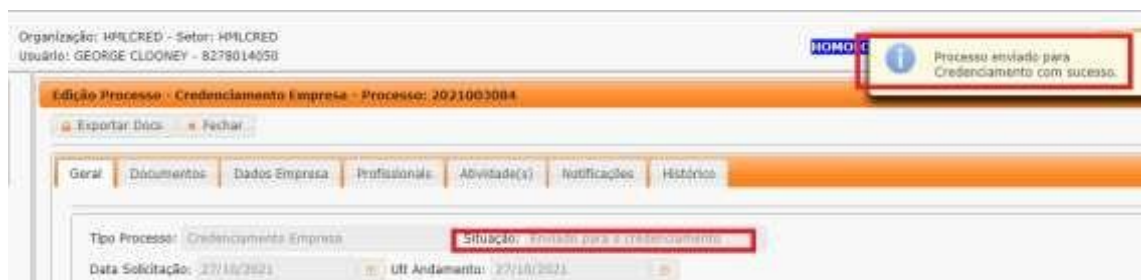 Organização: HMLCRED - Setor: HMLCRED
Usuário: GEORGE CLOONEY - 8278014050
HOMO
Processo enviado para
Credenciamento com sucesso.
Edição Processo - Credenciamento Empresa - Processo: 2021003084
Exportar Docs Fechar
Geral Documentos Dados Empresa Profissionais Atividade(s) Notificações Histórico
Tipo Processo: Credenciamento Empresa Situação: Enviado para o credenciamento
Data Solicitação: 27/10/2021 Ult Andamento: 27/10/2021